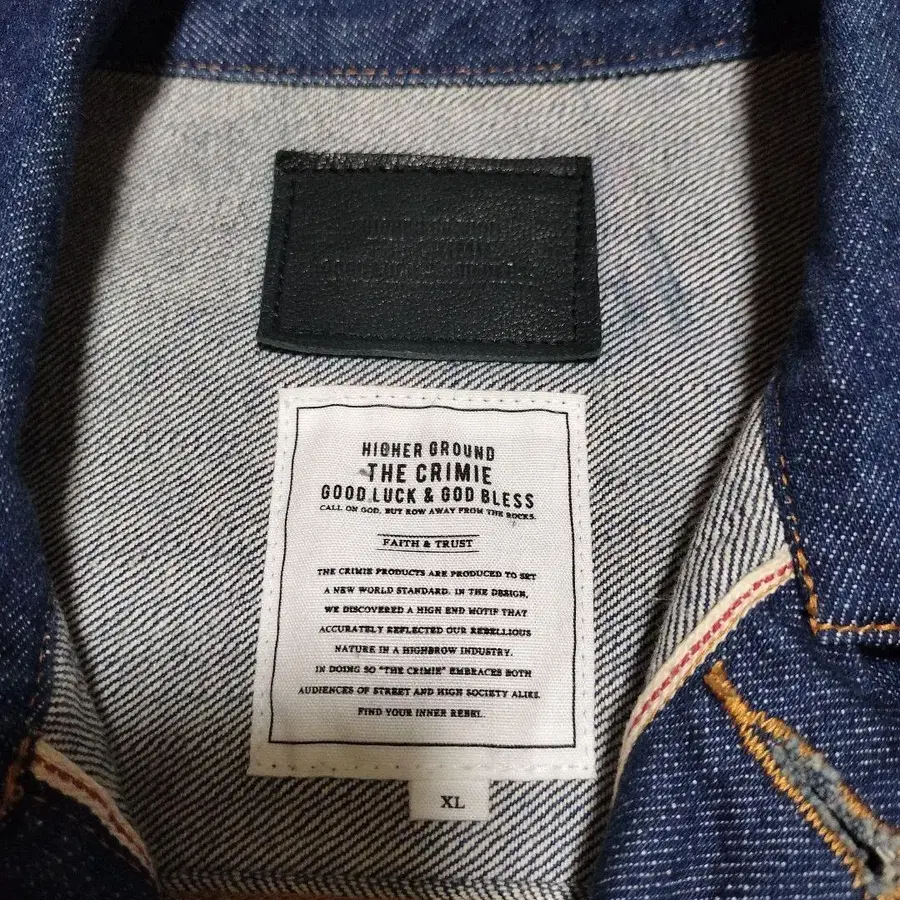 HIGHER GROUND
THE CRIMIE
GOOD LUCK & GOD BLESS
CALL ON GOD, BUT ROW AWAY FROM THE ROCKS.
FAITH & TRUST
THE CRIMIE PRODUCTS ARE PRODUCED TO SET
A NEW WORLD STANDARD. IN THE DESIGN,
WE DISCOVERED A HIGH END MOTIF THAT
ACCURATELY REFLECTED OUR REBELLIOUS
NATURE IN A HIGHBROW INDUSTRY.
IN DOING SO "THE CRIMIE" EMBRACES BOTH
AUDIENCES OF STREET AND HIGH SOCIETY ALIKE.
FIND YOUR INNER REBEL.
XL